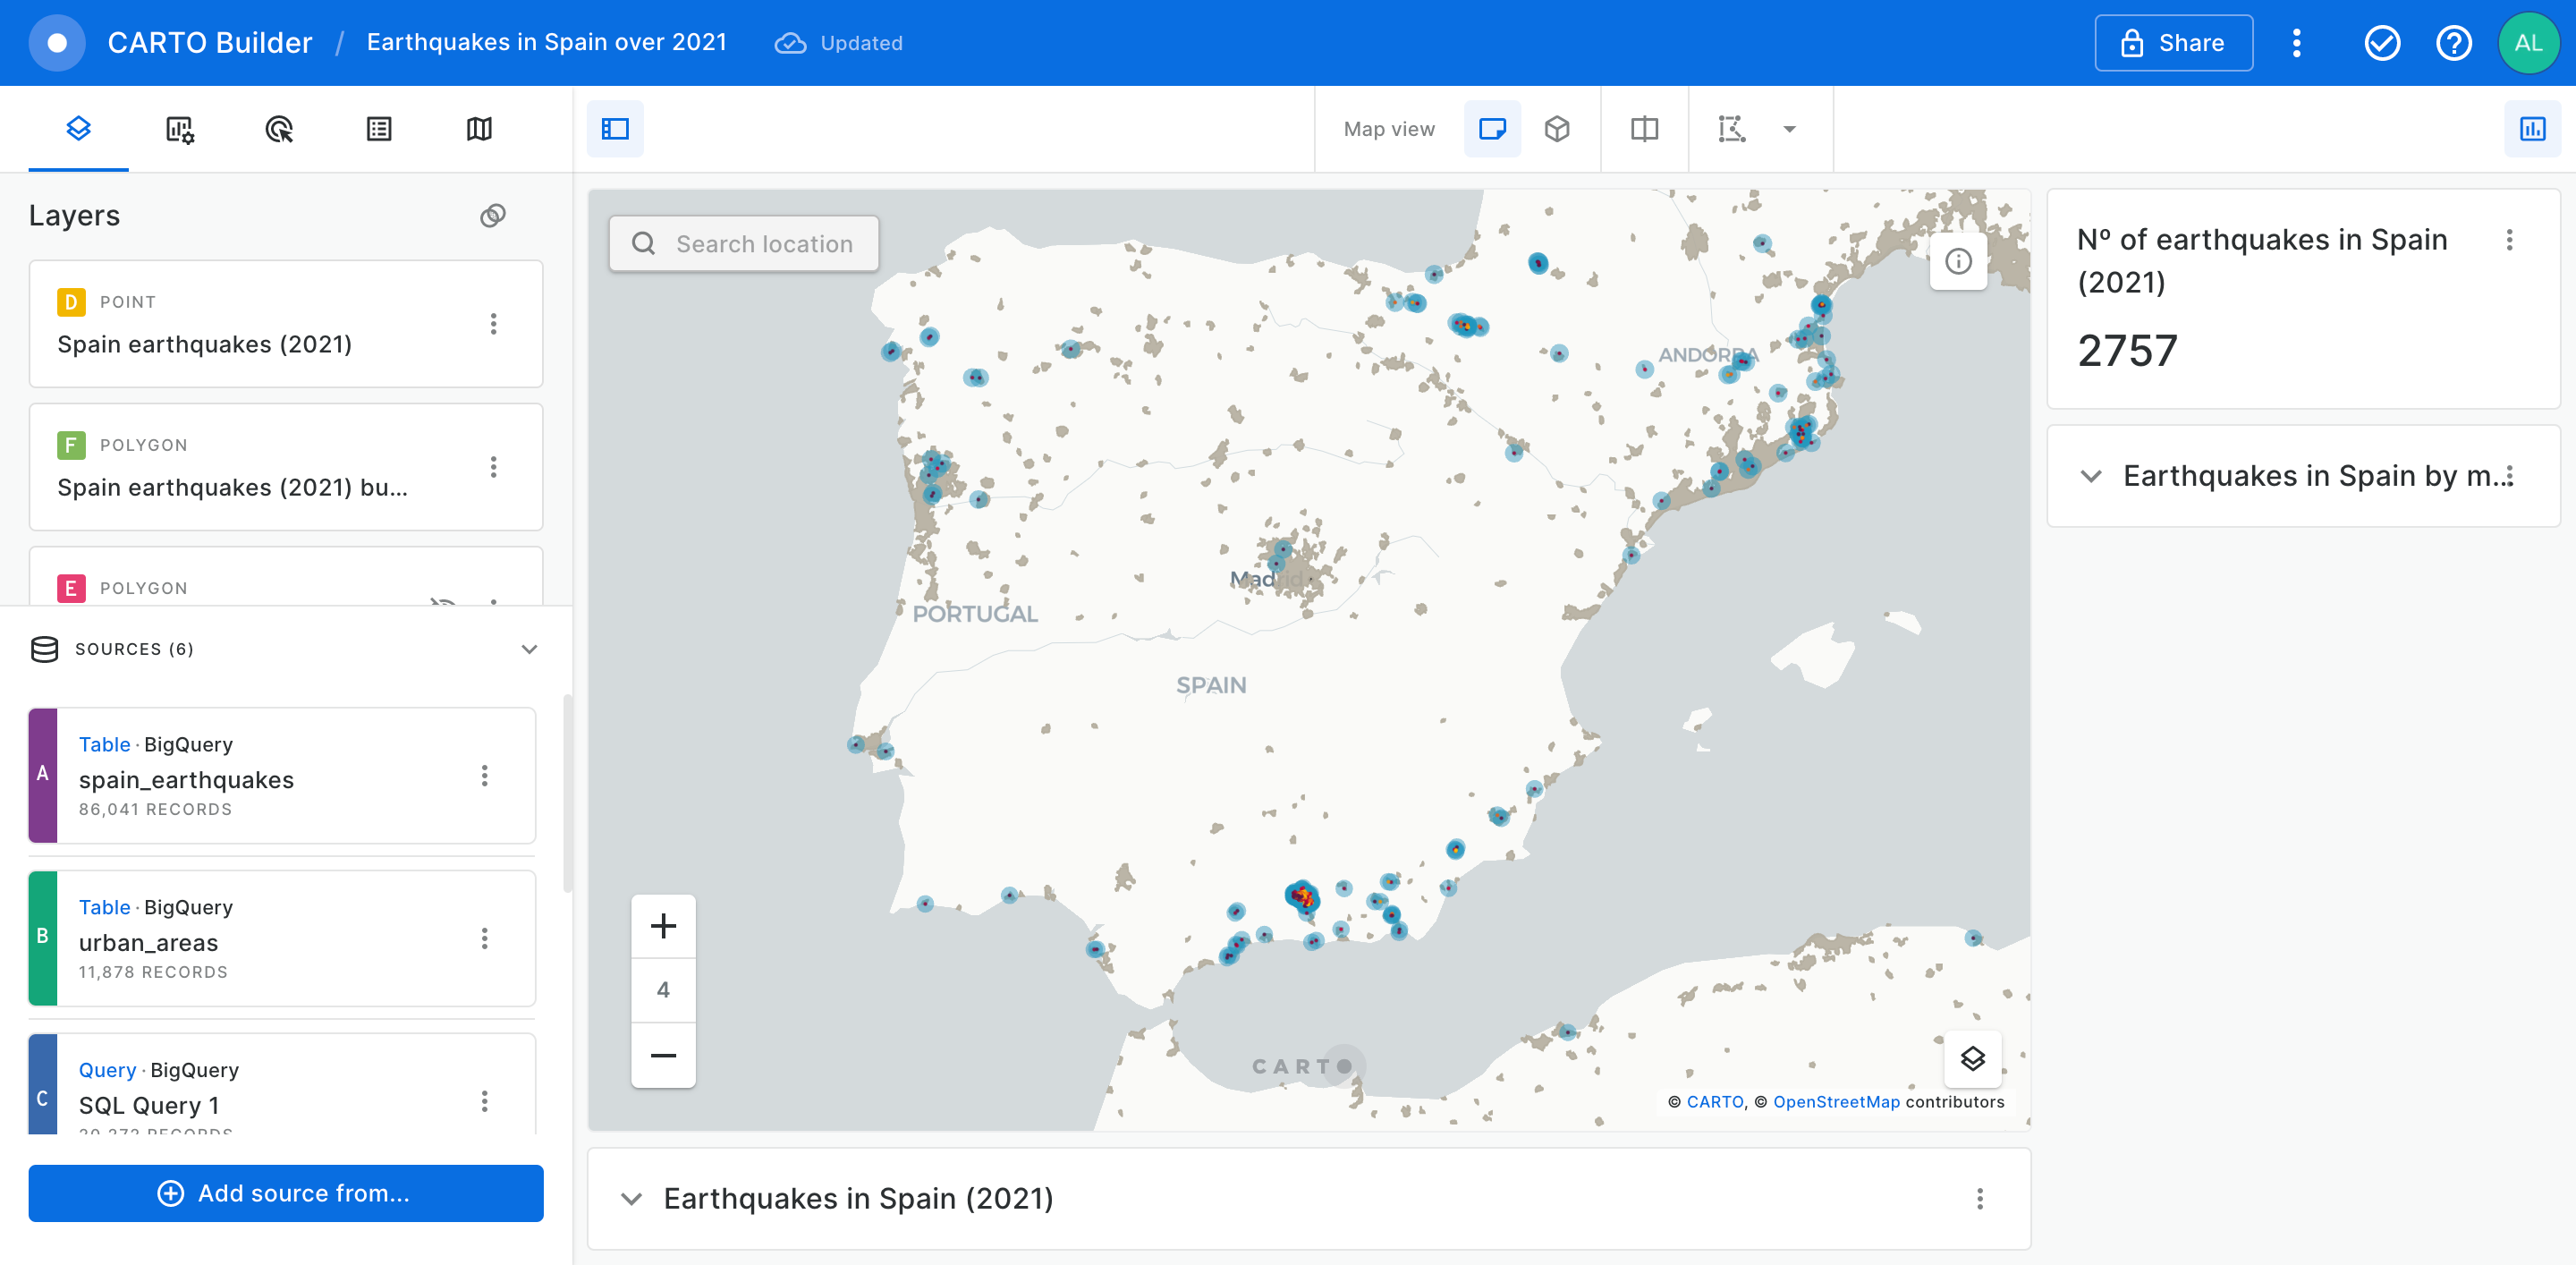 CARTO Builder / Earthquakes in Spain over 2021 Updated
Share
AL
Map view
Layers
D POINT
Spain earthquakes (2021)
F POLYGON
Spain earthquakes (2021) bu...
E POLYGON
SOURCES (6)
A
Table · BigQuery
spain_earthquakes
86,041 RECORDS
B
Table · BigQuery
urban_areas
11,878 RECORDS
C
Query · BigQuery
SQL Query 1
Add source from...
Search location
ANDORRA
Madrid
PORTUGAL
SPAIN
4
CARTO
© CARTO, © OpenStreetMap contributors
Earthquakes in Spain (2021)
Nº of earthquakes in Spain
(2021)
2757
Earthquakes in Spain by m...